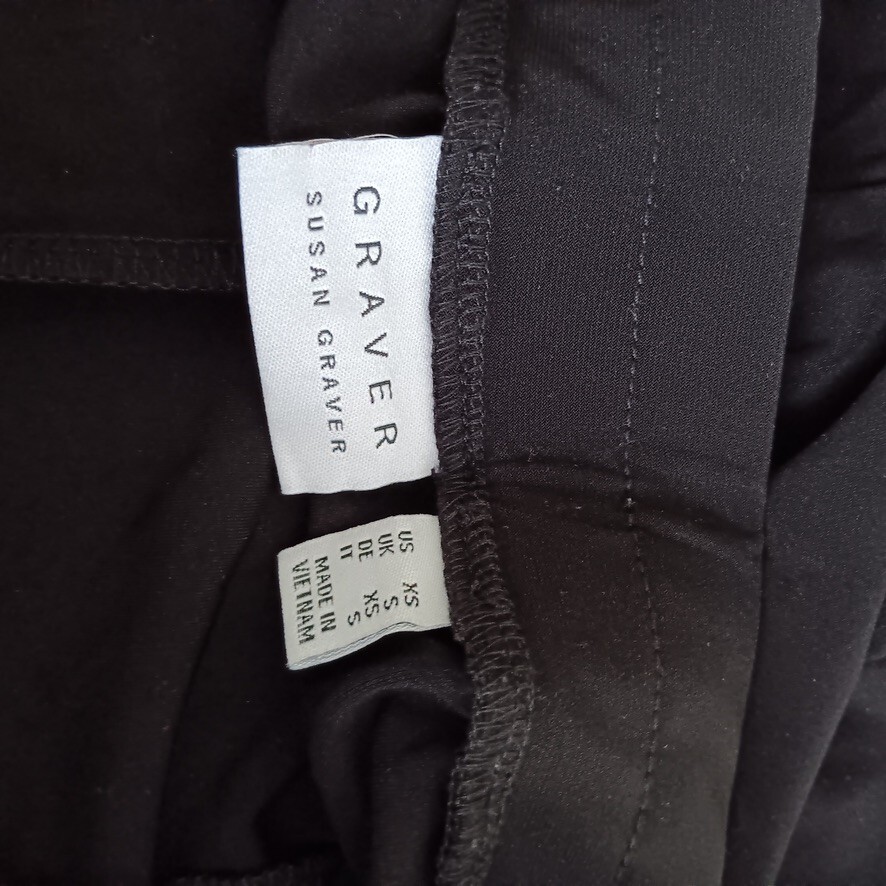 GRAVER
SUSAN GRAVER
US XS
UK S
DE XS
IT S
MADE IN
VIETNAM